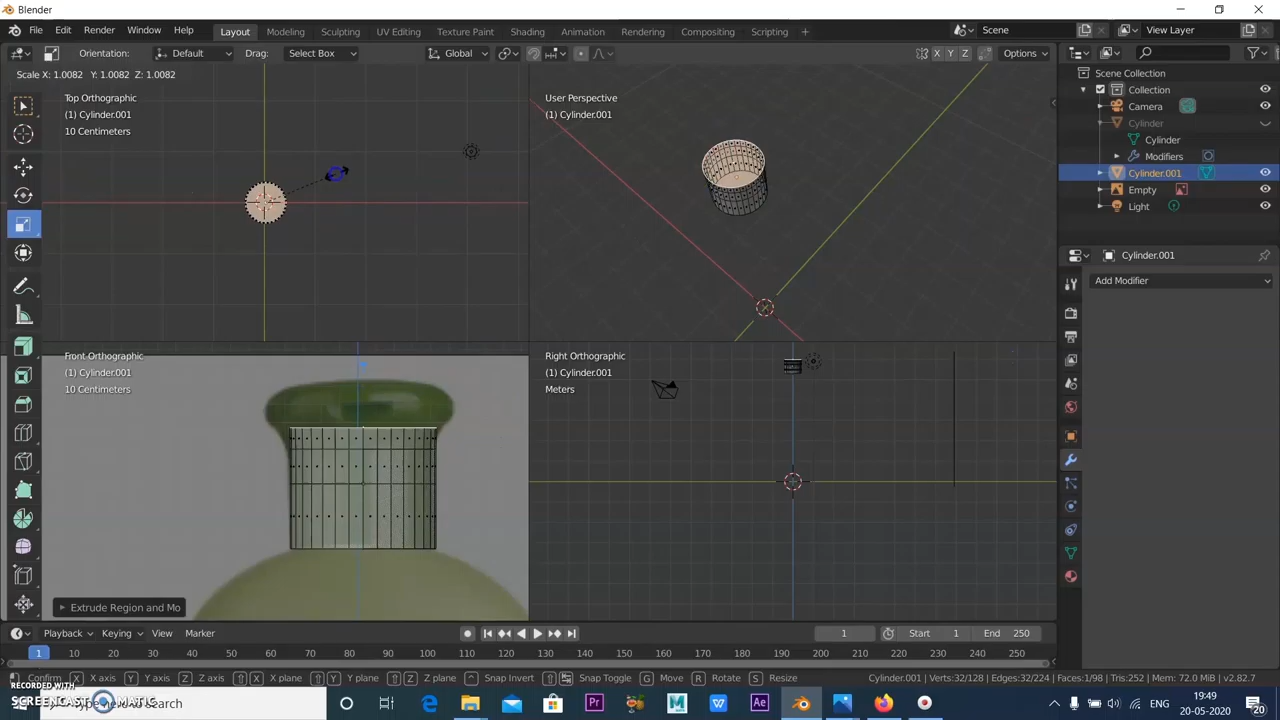 Blender
File Edit Render Window Help Layout Modeling Sculpting UV Editing Texture Paint Shading Animation Rendering Compositing Scripting + Scene View Layer
Orientation: Default Drag: Select Box Global X Y Z Options
Scale X: 1.0082 Y: 1.0082 Z: 1.0082
Scene Collection
Collection
Camera
Cylinder
Cylinder
Modifiers
Cylinder.001
Empty
Light
Cylinder.001
Add Modifier
Top Orthographic
(1) Cylinder.001
10 Centimeters
User Perspective
(1) Cylinder.001
Front Orthographic
(1) Cylinder.001
10 Centimeters
Right Orthographic
(1) Cylinder.001
Meters
Extrude Region and Mo
Playback Keying View Marker 1 Start 1 End 250
1 10 20 30 40 50 60 70 80 90 100 110 120 130 140 150 160 170 180 190 200 210 220 230 240 250
Confirm X X axis Y Y axis Z Z axis X X plane Y Y plane Z Z plane Snap Invert Snap Toggle G Move R Rotate S Resize Cylinder.001 | Verts:32/128 | Edges:32/224 | Faces:1/98 | Tris:252 | Mem: 72.0 MiB | v2.82.7
RECORDED WITH
SCREENCAST MATIC
here to search
Pr M W Ae ENG 19:49
20-05-2020 20